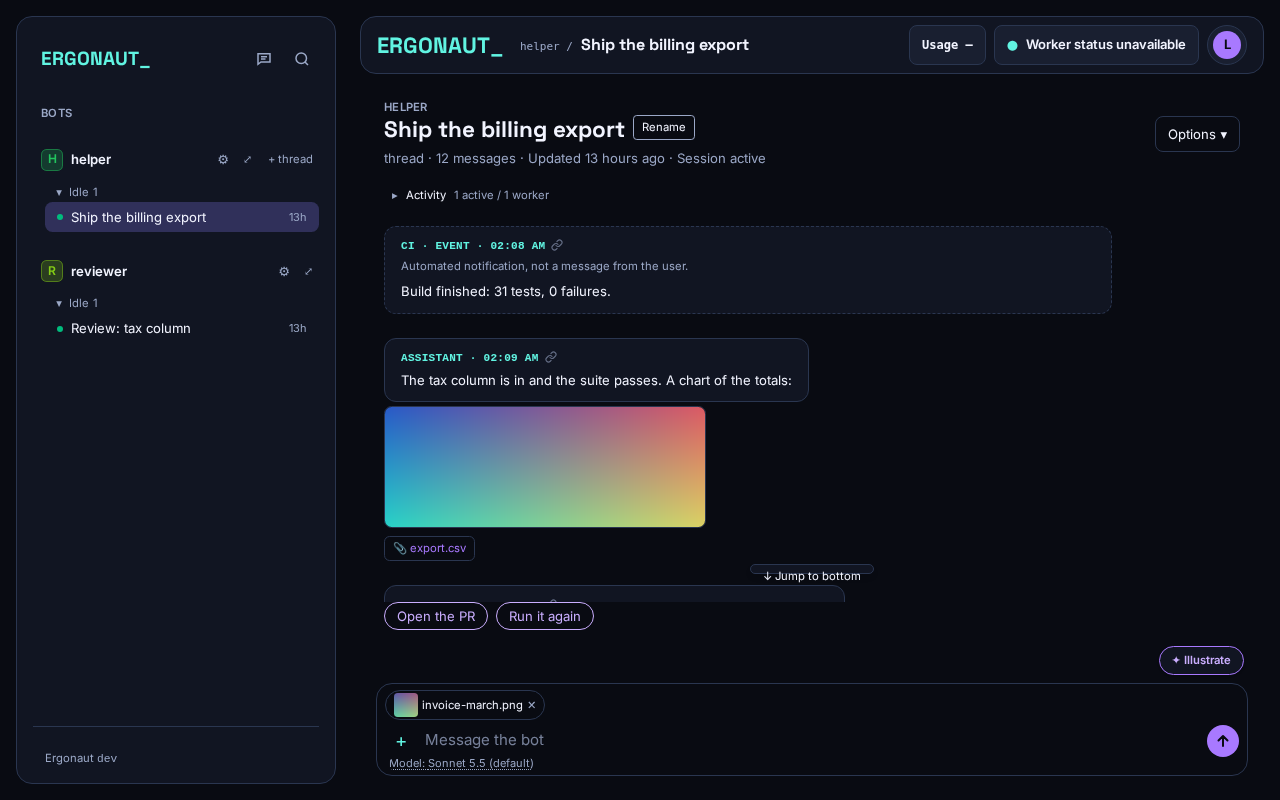 ERGONAUT_
BOTS
H helper ⚙ ⤢ + thread
▾ Idle 1
Ship the billing export 13h
R reviewer ⚙ ⤢
▾ Idle 1
Review: tax column 13h
Ergonaut dev
ERGONAUT_ helper / Ship the billing export Usage — Worker status unavailable L
HELPER
Ship the billing export Rename
Options ▾
thread · 12 messages · Updated 13 hours ago · Session active
▸ Activity 1 active / 1 worker
CI · EVENT · 02:08 AM
Automated notification, not a message from the user.
Build finished: 31 tests, 0 failures.
ASSISTANT · 02:09 AM
The tax column is in and the suite passes. A chart of the totals:
📎 export.csv
↓ Jump to bottom
Open the PR Run it again
✦ Illustrate
invoice-march.png ×
+ Message the bot
Model: Sonnet 5.5 (default)